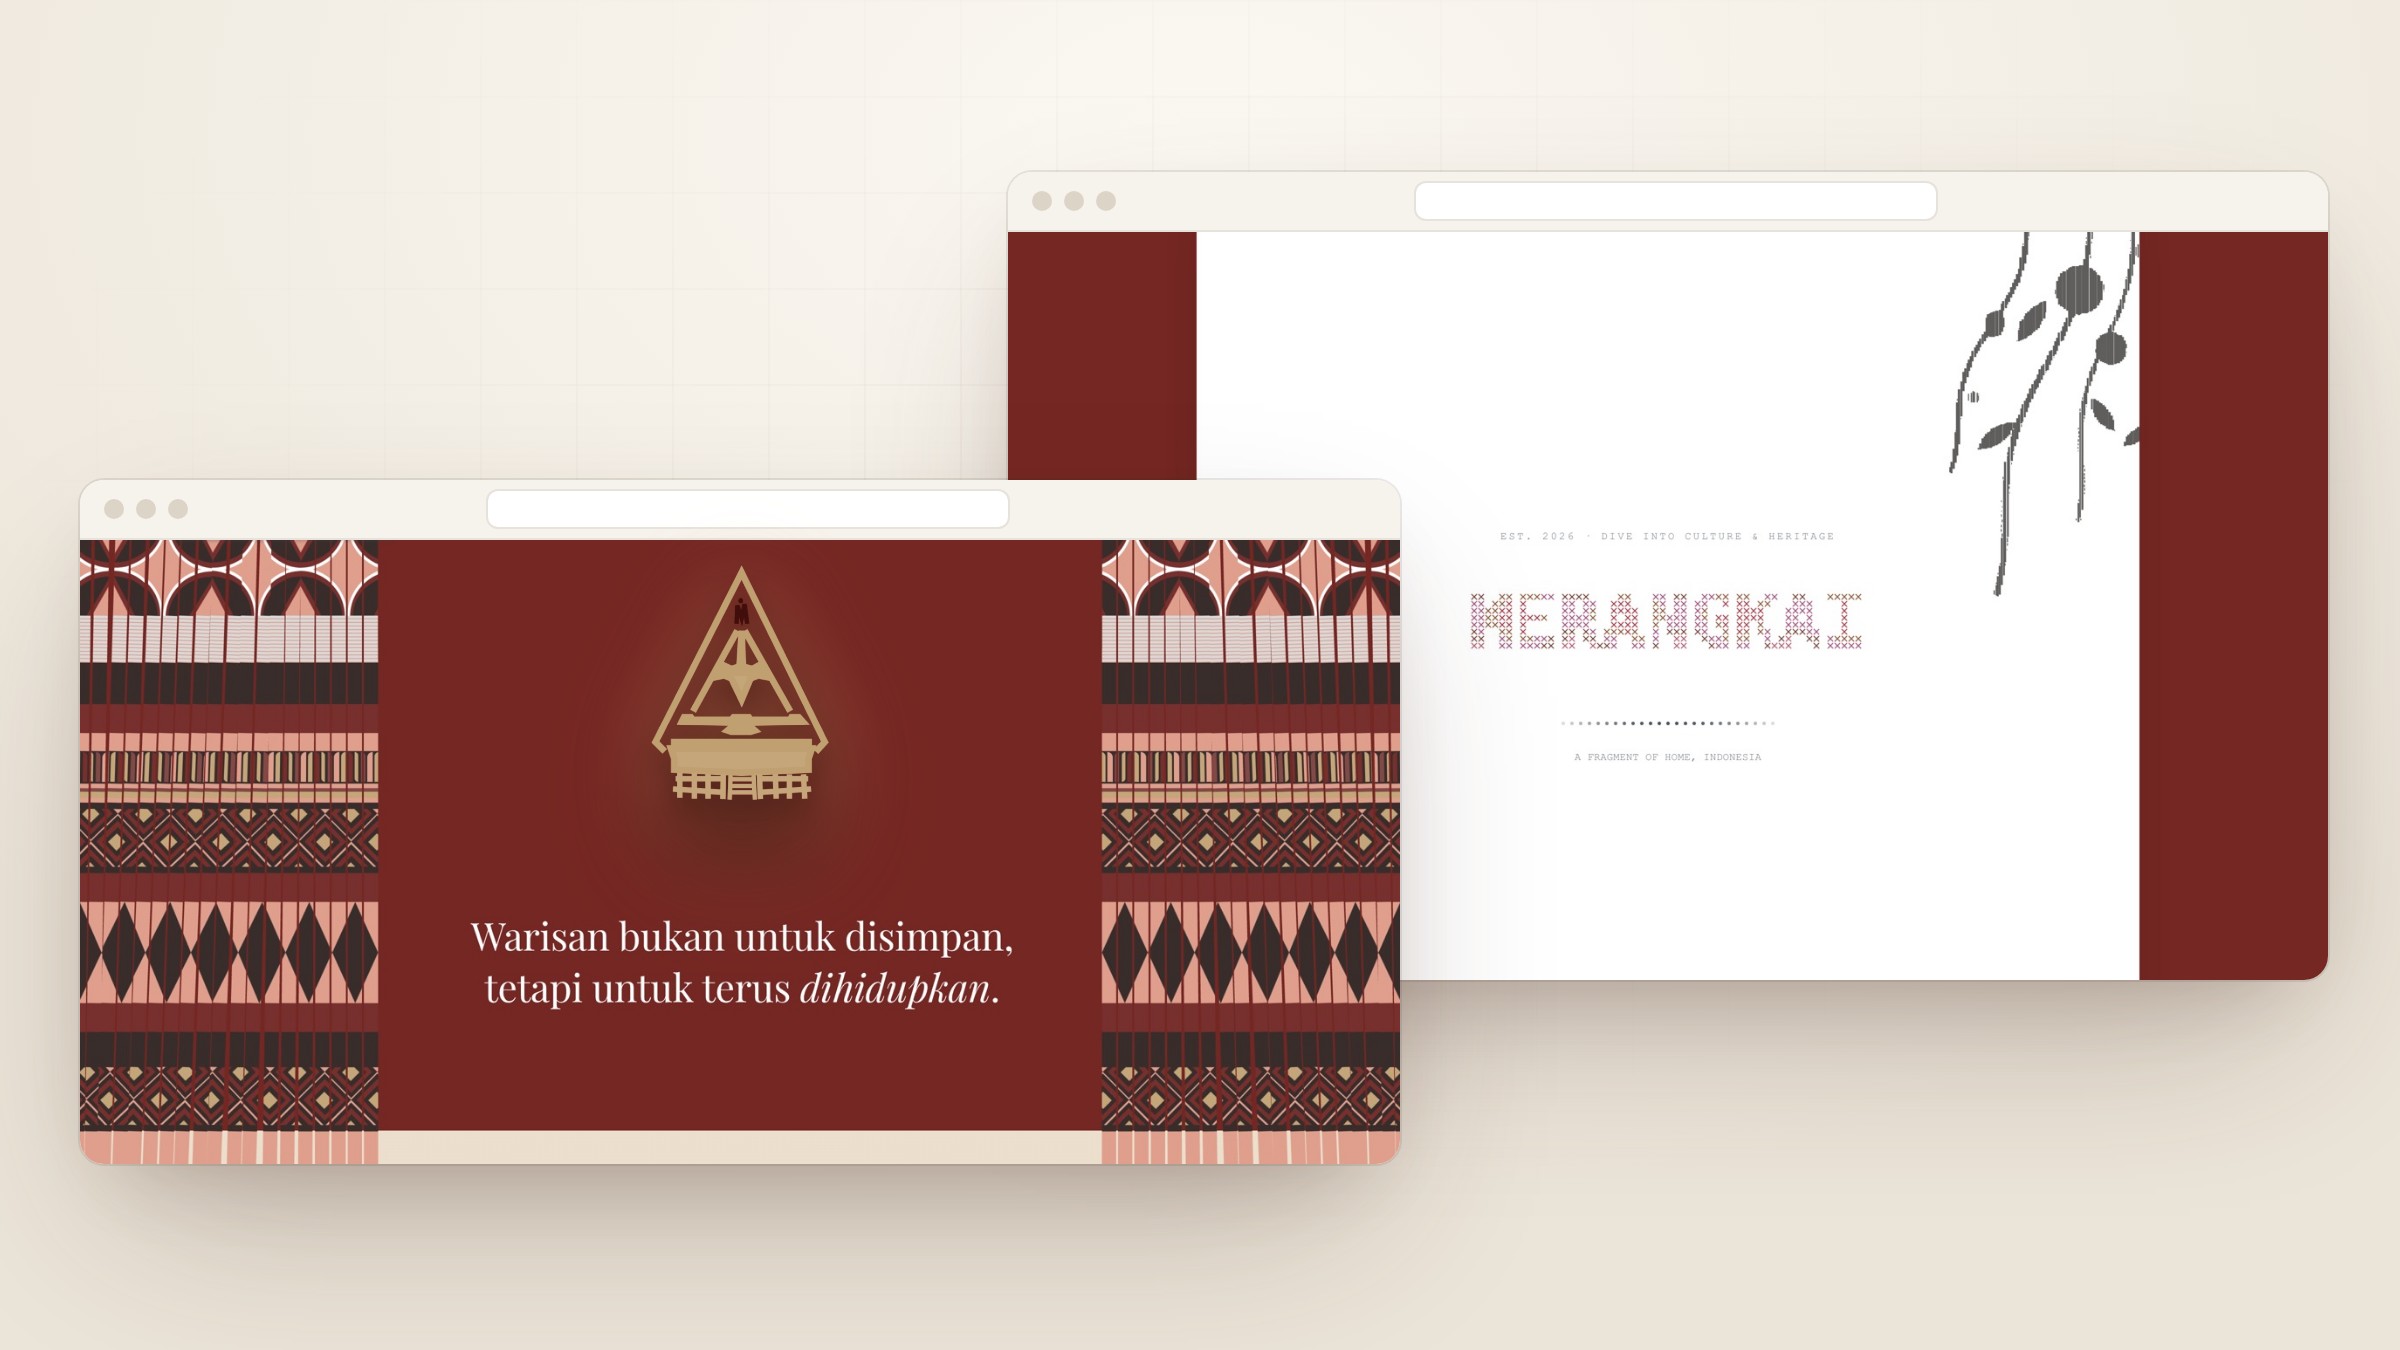 EST. 2026 · DIVE INTO CULTURE & HERITAGE
MERANGKAI
A FRAGMENT OF HOME, INDONESIA
Warisan bukan untuk disimpan,
tetapi untuk terus dihidupkan.